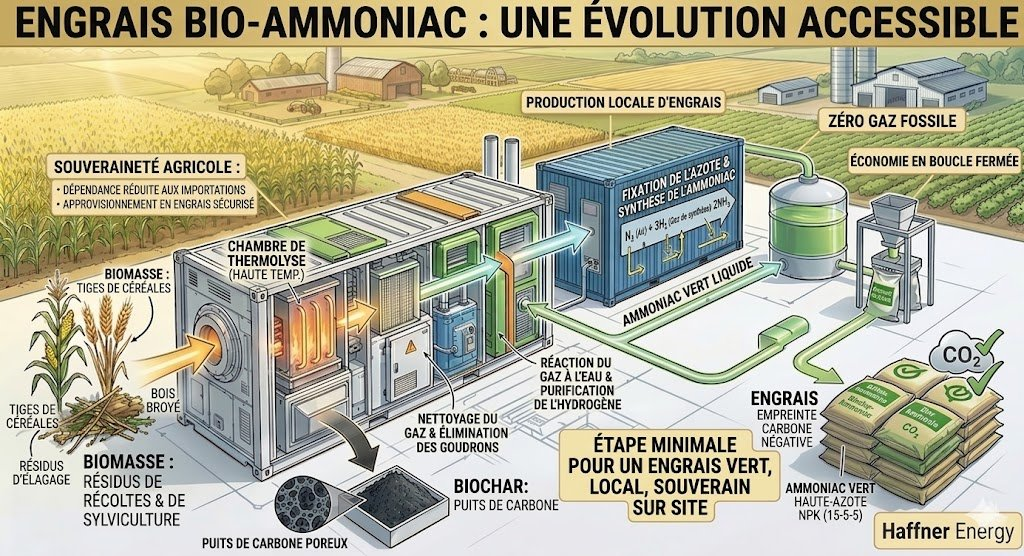 ENGRAIS BIO-AMMONIAC : UNE ÉVOLUTION ACCESSIBLE
PRODUCTION LOCALE D'ENGRAIS
ZÉRO GAZ FOSSILE
ÉCONOMIE EN BOUCLE FERMÉE
SOUVERAINETÉ AGRICOLE :
• DÉPENDANCE RÉDUITE AUX IMPORTATIONS
• APPROVISIONNEMENT EN ENGRAIS SÉCURISÉ
FIXATION DE L'AZOTE &
SYNTHÈSE DE L'AMMONIAC
(Gaz de synthèse) 2NH₃
CHAMBRE DE
THERMOLYSE
(HAUTE TEMP.)
BIOMASSE :
TIGES DE CÉRÉALES
AMMONIAC VERT LIQUIDE
BOIS
BROYÉ
TIGES DE
CÉRÉALES
RÉSIDUS
D'ÉLAGAGE
BIOMASSE :
RÉSIDUS DE
RÉCOLTES & DE
SYLVICULTURE
NETTOYAGE DU
GAZ & ÉLIMINATION
DES GOUDRONS
RÉACTION DU
GAZ À L'EAU &
PURIFICATION
DE L'HYDROGÈNE
BIOCHAR:
PUITS DE CARBONE
PUITS DE CARBONE POREUX
ÉTAPE MINIMALE
POUR UN ENGRAIS VERT,
LOCAL, SOUVERAIN
SUR SITE
ENGRAIS
EMPREINTE
CARBONE
NÉGATIVE
CO₂
CO₂
AMMONIAC VERT
HAUTE-AZOTE
NPK (15-5-5)
Haffner Energy